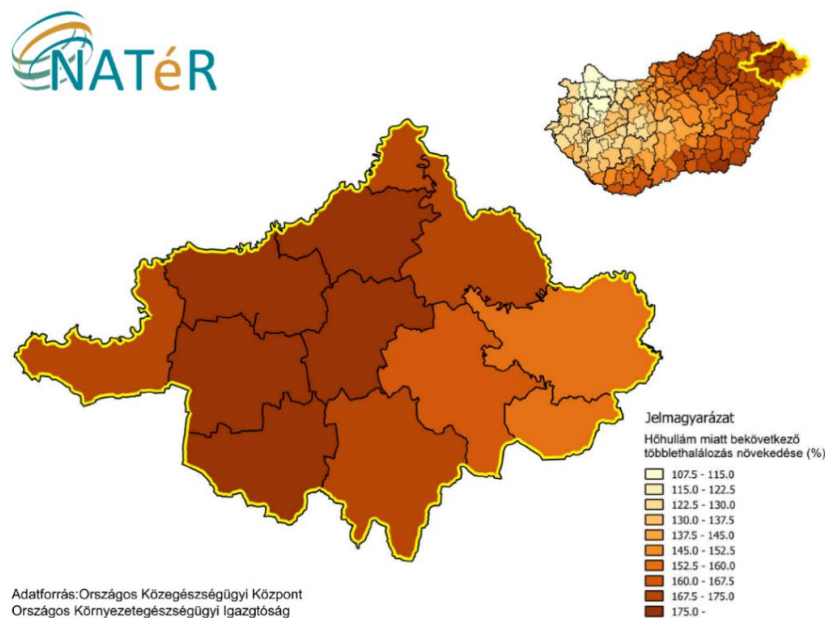 NATéR
Jelmagyarázat
Hőhullám miatt bekövetkező
többlethalálozás növekedése (%)
107.5 - 115.0
115.0 - 122.5
122.5 - 130.0
130.0 - 137.5
137.5 - 145.0
145.0 - 152.5
152.5 - 160.0
160.0 - 167.5
167.5 - 175.0
175.0 -
Adatforrás:Országos Közegészségügyi Központ
Országos Környezetegészségügyi Igazgtóság